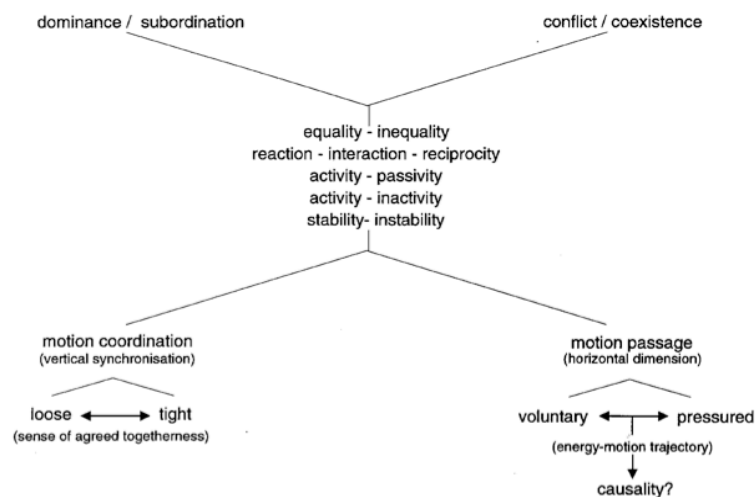 dominance / subordination
conflict / coexistence
equality - inequality
reaction - interaction - reciprocity
activity - passivity
activity - inactivity
stability- instability
motion coordination
(vertical synchronisation)
motion passage
(horizontal dimension)
loose
tight
(sense of agreed togetherness)
voluntary
pressured
(energy-motion trajectory)
causality?